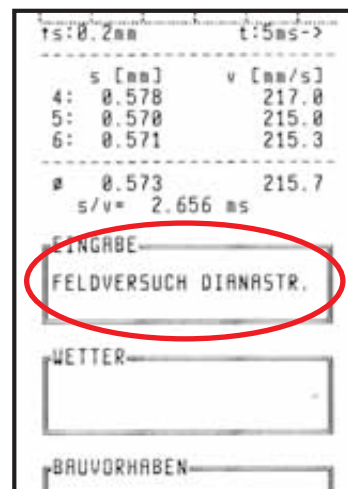 ↑s:0.2mm t:5ms->
s [mm] v [mm/s]
4: 0.578 217.0
5: 0.570 215.0
6: 0.571 215.3
ø 0.573 215.7
s/v= 2.656 ms
EINGABE
FELDVERSUCH DIANASTR.
WETTER
BAUVORHABEN